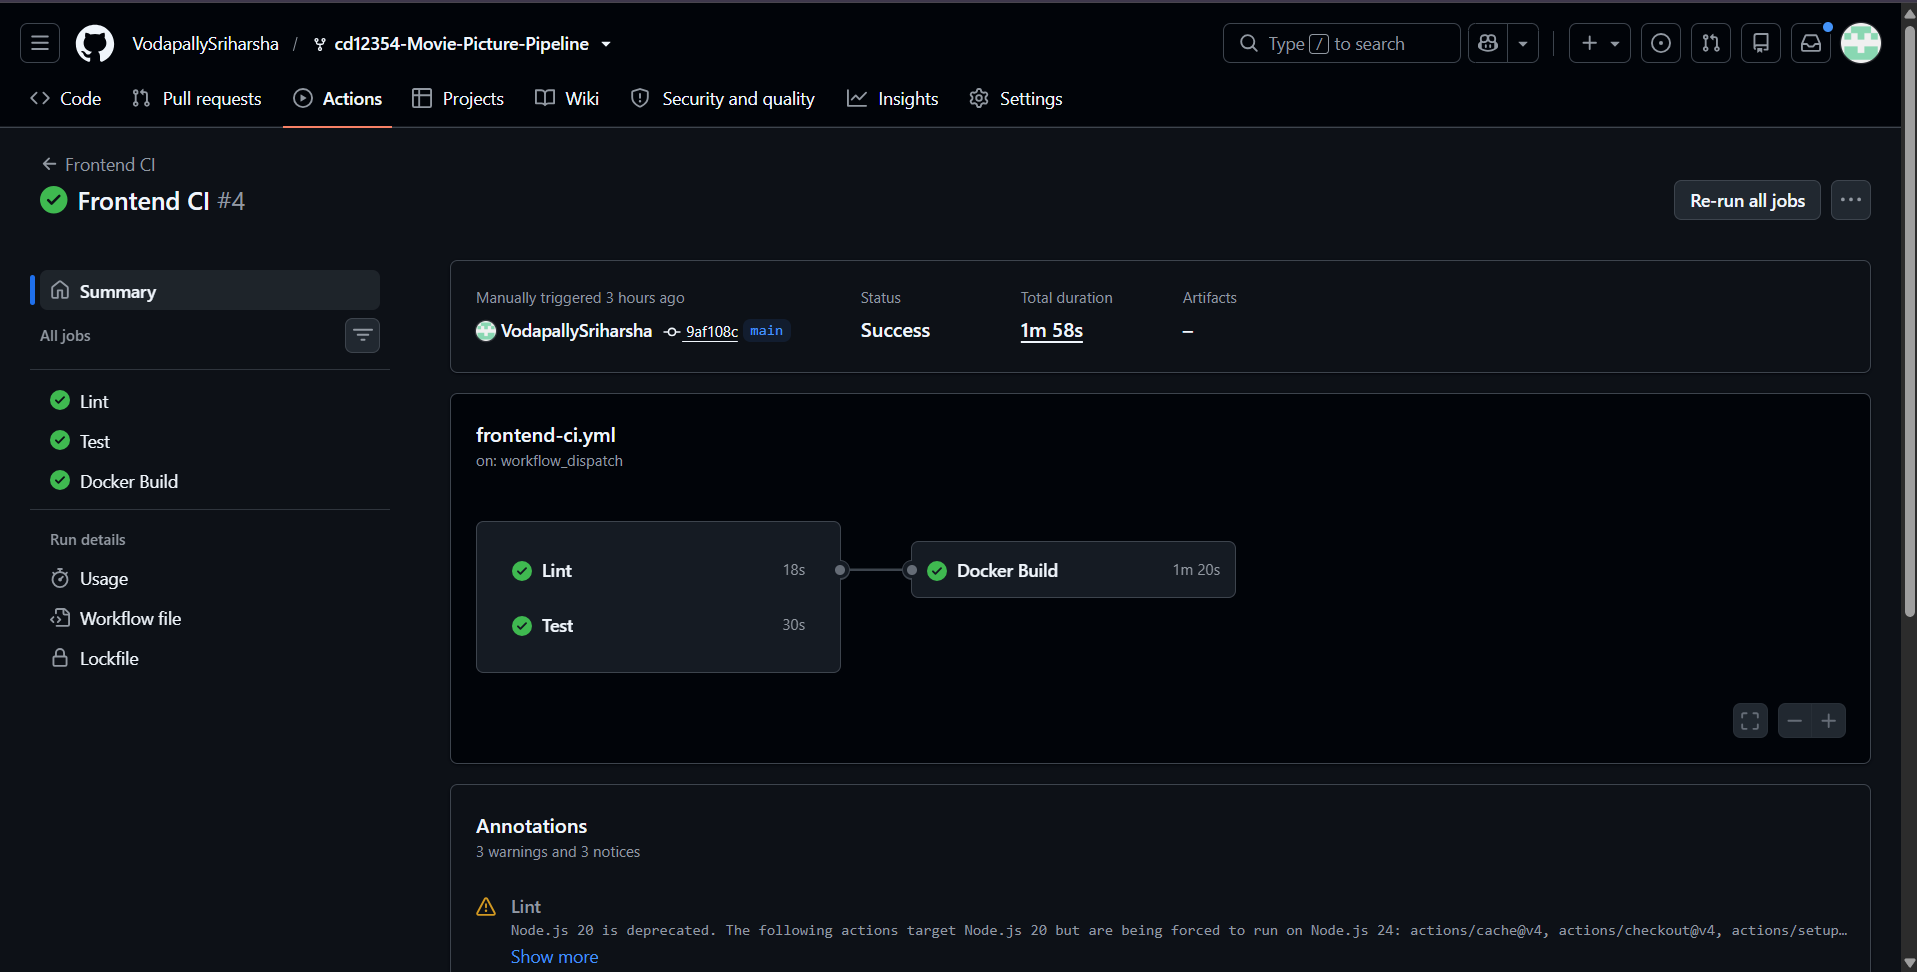 VodapallySriharsha / cd12354-Movie-Picture-Pipeline
Type / to search
Code Pull requests Actions Projects Wiki Security and quality Insights Settings
Frontend CI
Frontend CI #4
Re-run all jobs
Summary
All jobs
Lint
Test
Docker Build
Run details
Usage
Workflow file
Lockfile
Manually triggered 3 hours ago Status Total duration Artifacts
VodapallySriharsha 9af108c main Success 1m 58s –
frontend-ci.yml
on: workflow_dispatch
Lint 18s Docker Build 1m 20s
Test 30s
Annotations
3 warnings and 3 notices
Lint
Node.js 20 is deprecated. The following actions target Node.js 20 but are being forced to run on Node.js 24: actions/cache@v4, actions/checkout@v4, actions/setup…
Show more